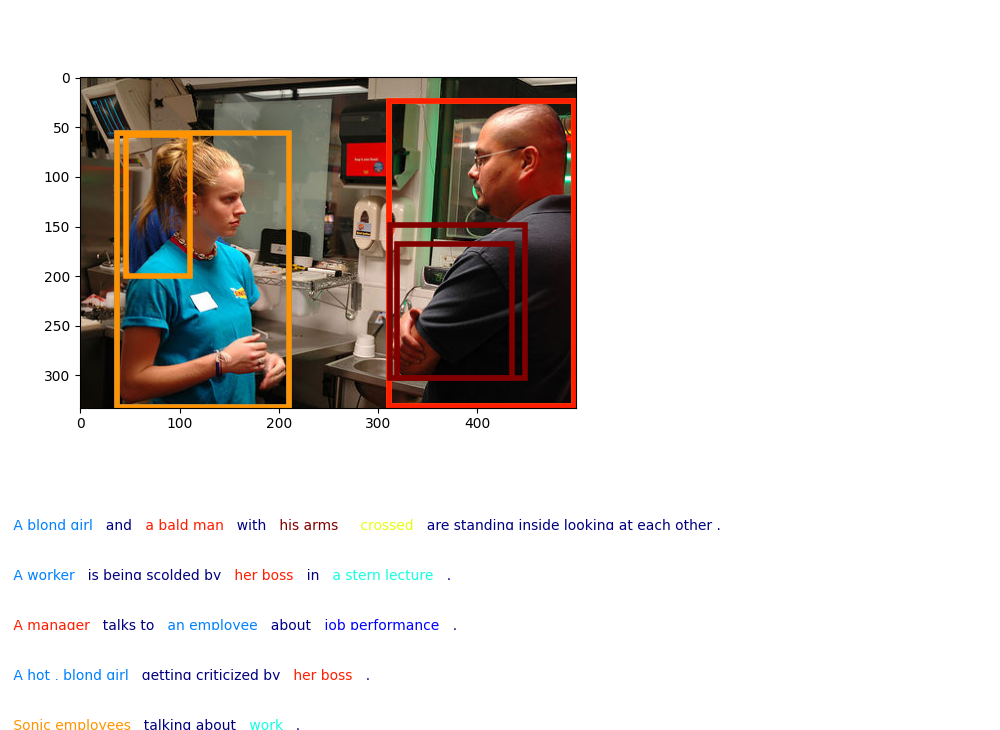 0
50
100
150
200
250
300
0 100 200 300 400
A blond girl and a bald man with his arms crossed are standing inside looking at each other .
A worker is being scolded by her boss in a stern lecture .
A manager talks to an employee about job performance .
A hot , blond girl getting criticized by her boss .
Sonic employees talking about work .